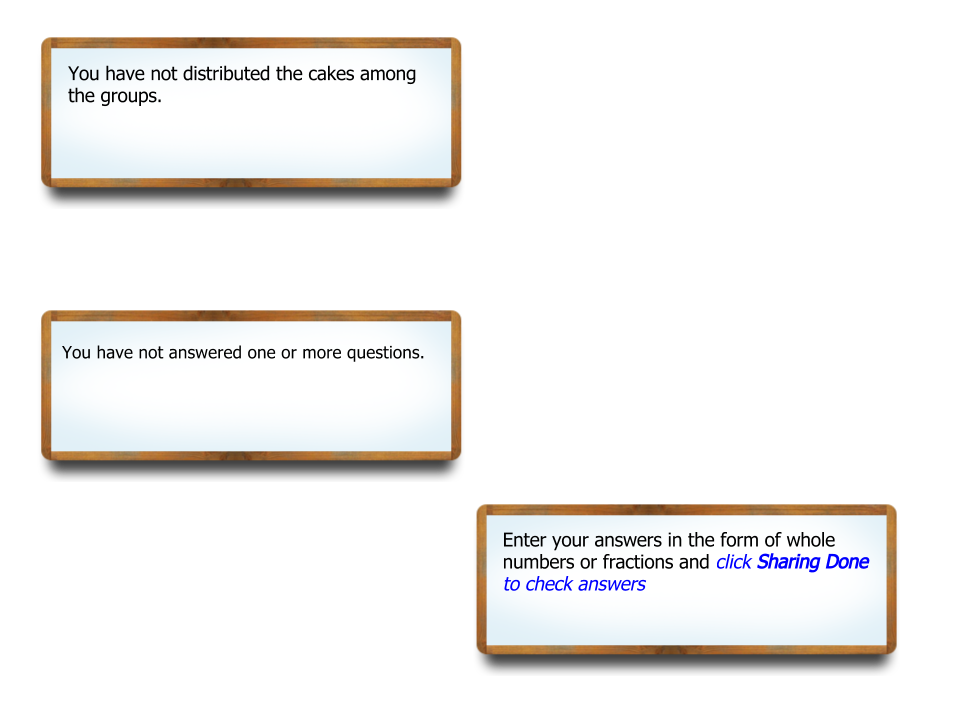 You have not distributed the cakes among
the groups.
You have not answered one or more questions.
Enter your answers in the form of whole
numbers or fractions and click Sharing Done
to check answers